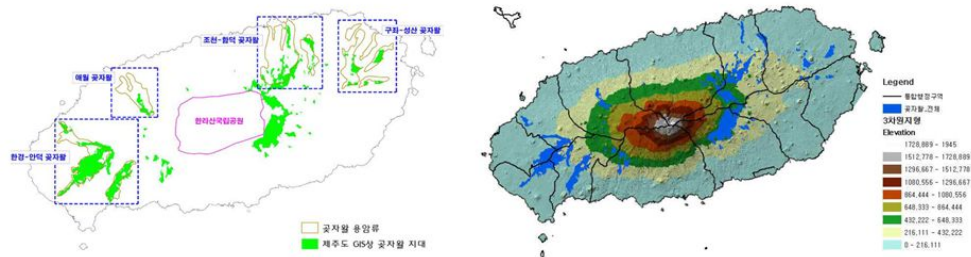 조천-함덕 곶자왈
구좌-성산 곶자왈
애월 곶자왈
한라산국립공원
한경-안덕 곶자왈
곶자왈 용암류
제주도 GIS상 곶자왈 지대
Legend
통합행정구역
곶자왈_전체
3차원지형
Elevation
1728,889 - 1945
1512,778 - 1728,889
1296,667 - 1512,778
1080,556 - 1296,667
864,444 - 1080,556
648,333 - 864,444
432,222 - 648,333
216,111 - 432,222
0 - 216,111